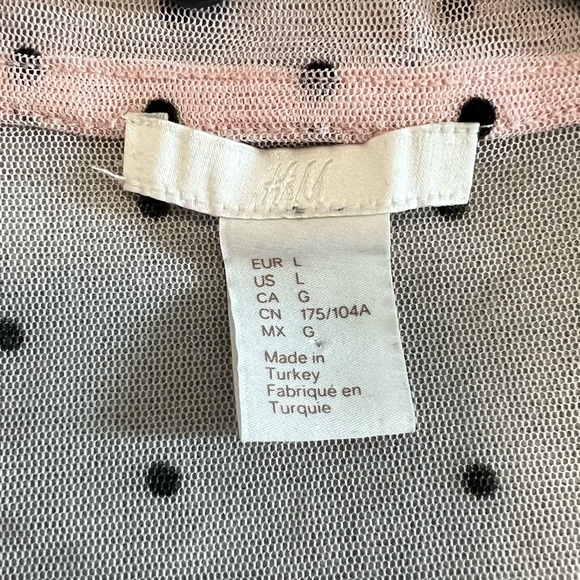 H&M
EUR L
US L
CA G
CN 175/104A
MX G
Made in
Turkey
Fabriqué en
Turquie